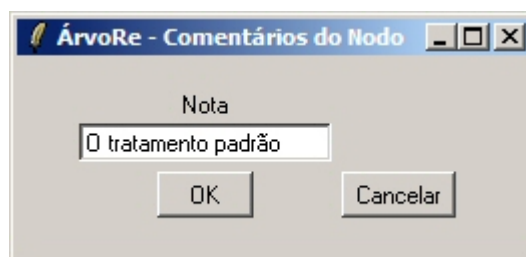 ÁrvoRe - Comentários do Nodo
Nota
O tratamento padrão
OK Cancelar